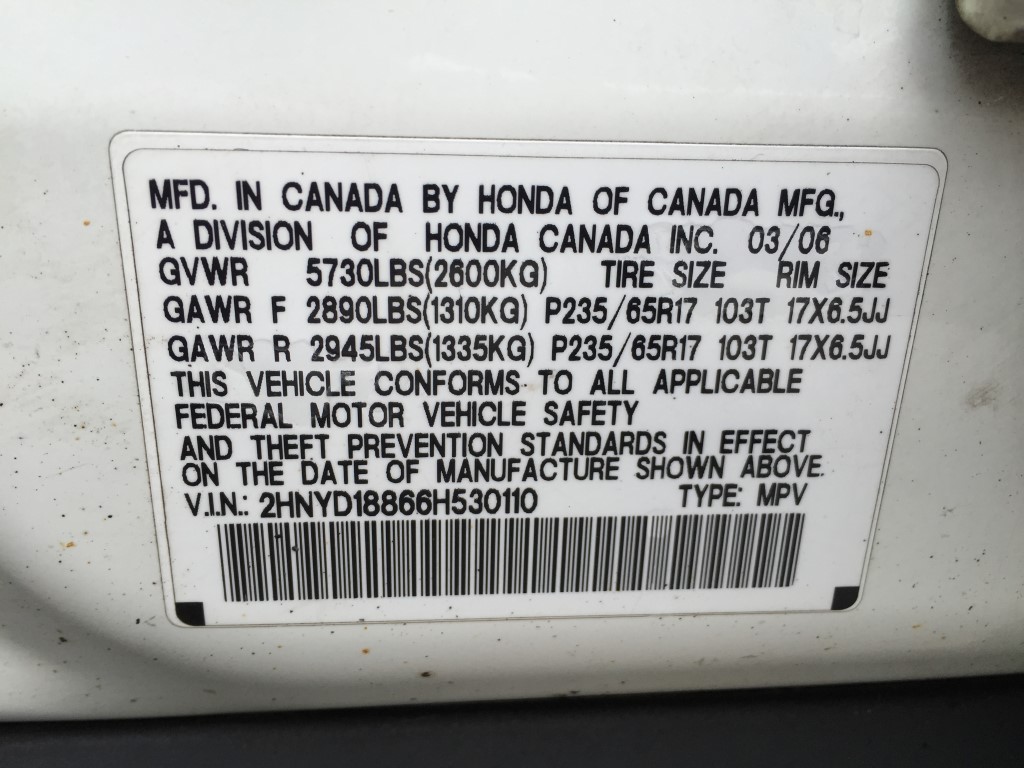 MFD. IN CANADA BY HONDA OF CANADA MFG.,
A DIVISION OF HONDA CANADA INC. 03/06
GVWR 5730LBS(2600KG) TIRE SIZE RIM SIZE
GAWR F 2890LBS(1310KG) P235/65R17 103T 17X6.5JJ
GAWR R 2945LBS(1335KG) P235/65R17 103T 17X6.5JJ
THIS VEHICLE CONFORMS TO ALL APPLICABLE
FEDERAL MOTOR VEHICLE SAFETY
AND THEFT PREVENTION STANDARDS IN EFFECT
ON THE DATE OF MANUFACTURE SHOWN ABOVE.
V.I.N.: 2HNYD18866H530110 TYPE: MPV